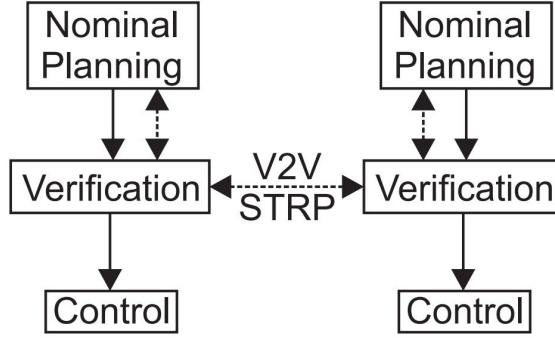 Nominal
Planning
Nominal
Planning
Verification
V2V
STRP
Verification
Control
Control